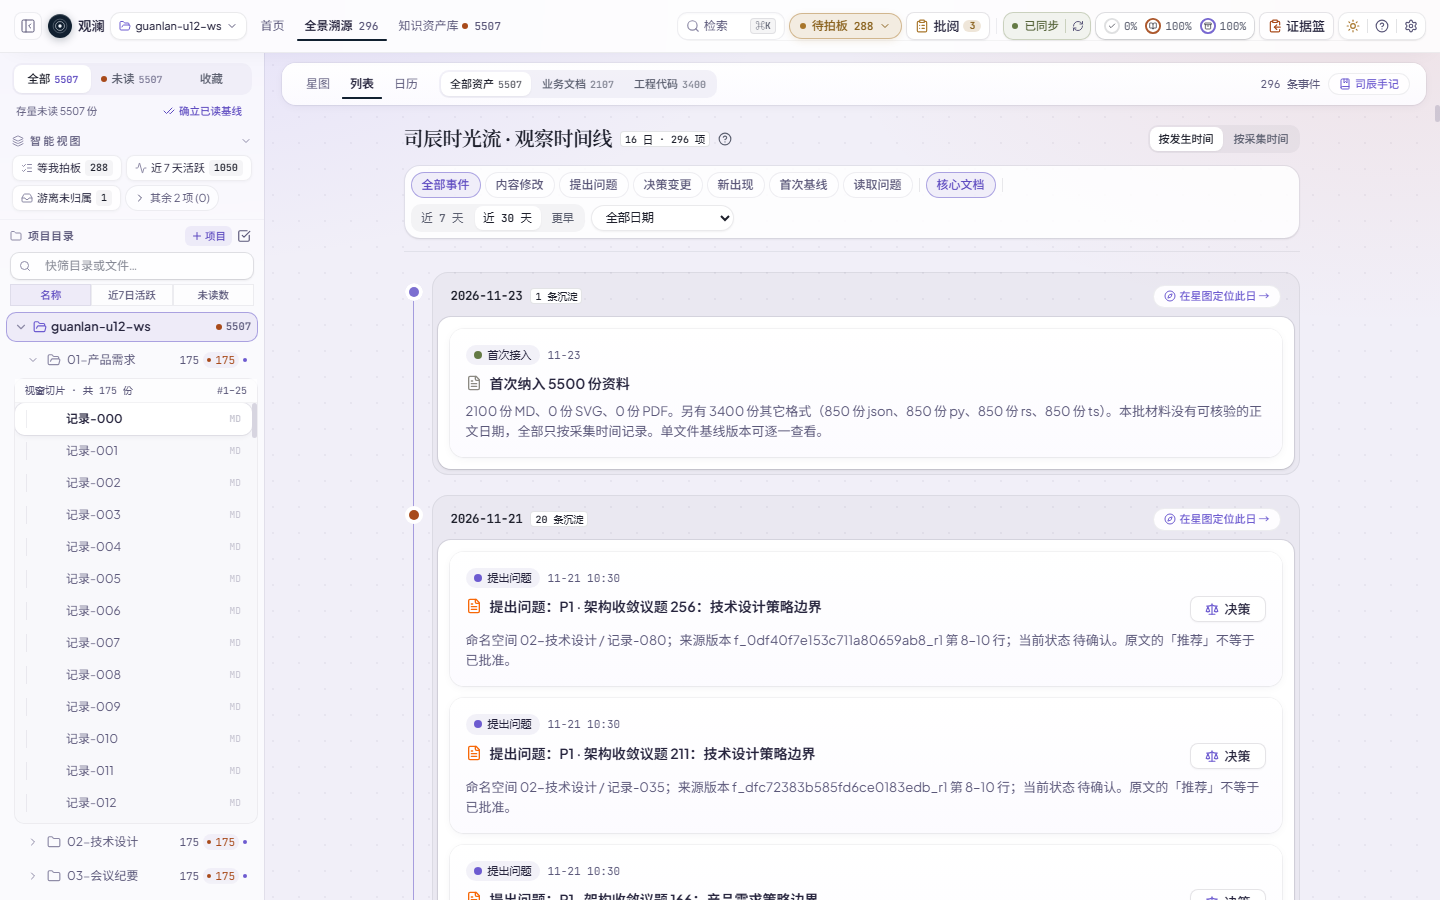 观澜
guanlan-u12-ws
首页
全景溯源 296
知识资产库 5507
检索 ⌘K
待拍板 288
批阅 3
已同步
0% 100% 100%
证据篮
全部 5507
未读 5507
收藏
存量未读 5507 份
确立已读基线
智能视图
等我拍板 288
近 7 天活跃 1050
游离未归属 1
其余 2 项 (0)
项目目录
+ 项目
快筛目录或文件...
名称
近7日活跃
未读数
guanlan-u12-ws 5507
01-产品需求 175 175
视窗切片 · 共 175 份 #1-25
记录-000 MD
记录-001 MD
记录-002 MD
记录-003 MD
记录-004 MD
记录-005 MD
记录-006 MD
记录-007 MD
记录-008 MD
记录-009 MD
记录-010 MD
记录-011 MD
记录-012 MD
02-技术设计 175 175
03-会议纪要 175 175
星图
列表
日历
全部资产 5507
业务文档 2107
工程代码 3400
296 条事件
司辰手记
司辰时光流 · 观察时间线
16 日 · 296 项
按发生时间
按采集时间
全部事件
内容修改
提出问题
决策变更
新出现
首次基线
读取问题
核心文档
近 7 天
近 30 天
更早
全部日期
2026-11-23 1 条沉淀
在星图定位此日 →
首次接入 11-23
首次纳入 5500 份资料
2100 份 MD、0 份 SVG、0 份 PDF。另有 3400 份其它格式（850 份 json、850 份 py、850 份 rs、850 份 ts）。本批材料没有可核验的正
文日期，全部只按采集时间记录。单文件基线版本可逐一查看。
2026-11-21 20 条沉淀
在星图定位此日 →
提出问题 11-21 10:30
提出问题：P1 · 架构收敛议题 256：技术设计策略边界
决策
命名空间 02-技术设计 / 记录-080；来源版本 f_0df40f7e153c711a80659ab8_r1 第 8-10 行；当前状态 待确认。原文的「推荐」不等于
已批准。
提出问题 11-21 10:30
提出问题：P1 · 架构收敛议题 211：技术设计策略边界
决策
命名空间 02-技术设计 / 记录-035；来源版本 f_dfc72383b585fd6ce0183edb_r1 第 8-10 行；当前状态 待确认。原文的「推荐」不等于
已批准。
提出问题 11-21 10:30
提出问题：P1 · 架构收敛议题 166：产品需求策略边界
决策